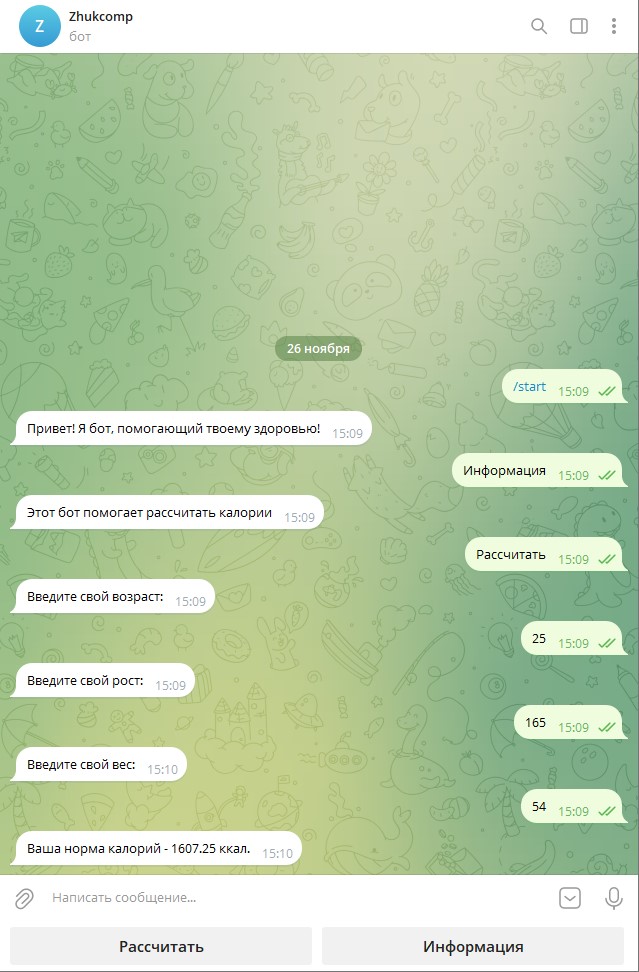 Z
Zhukcomp
бот
26 ноября
/start 15:09
Привет! Я бот, помогающий твоему здоровью! 15:09
Информация 15:09
Этот бот помогает рассчитать калории 15:09
Рассчитать 15:09
Введите свой возраст: 15:09
25 15:09
Введите свой рост: 15:09
165 15:09
Введите свой вес: 15:10
54 15:09
Ваша норма калорий - 1607.25 ккал. 15:10
Написать сообщение...
Рассчитать
Информация